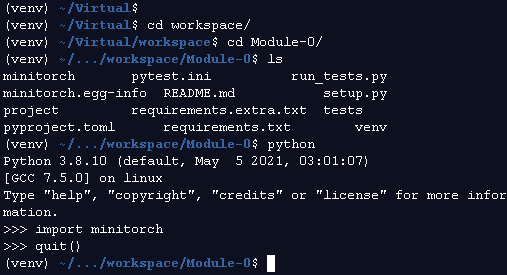 (venv) ~/Virtual$
(venv) ~/Virtual$ cd workspace/
(venv) ~/Virtual/workspace$ cd Module-0/
(venv) ~/.../workspace/Module-0$ ls
minitorch pytest.ini run_tests.py
minitorch.egg-info README.md setup.py
project requirements.extra.txt tests
pyproject.toml requirements.txt venv
(venv) ~/.../workspace/Module-0$ python
Python 3.8.10 (default, May  5 2021, 03:01:07)
[GCC 7.5.0] on linux
Type "help", "copyright", "credits" or "license" for more infor
mation.
>>> import minitorch
>>> quit()
(venv) ~/.../workspace/Module-0$